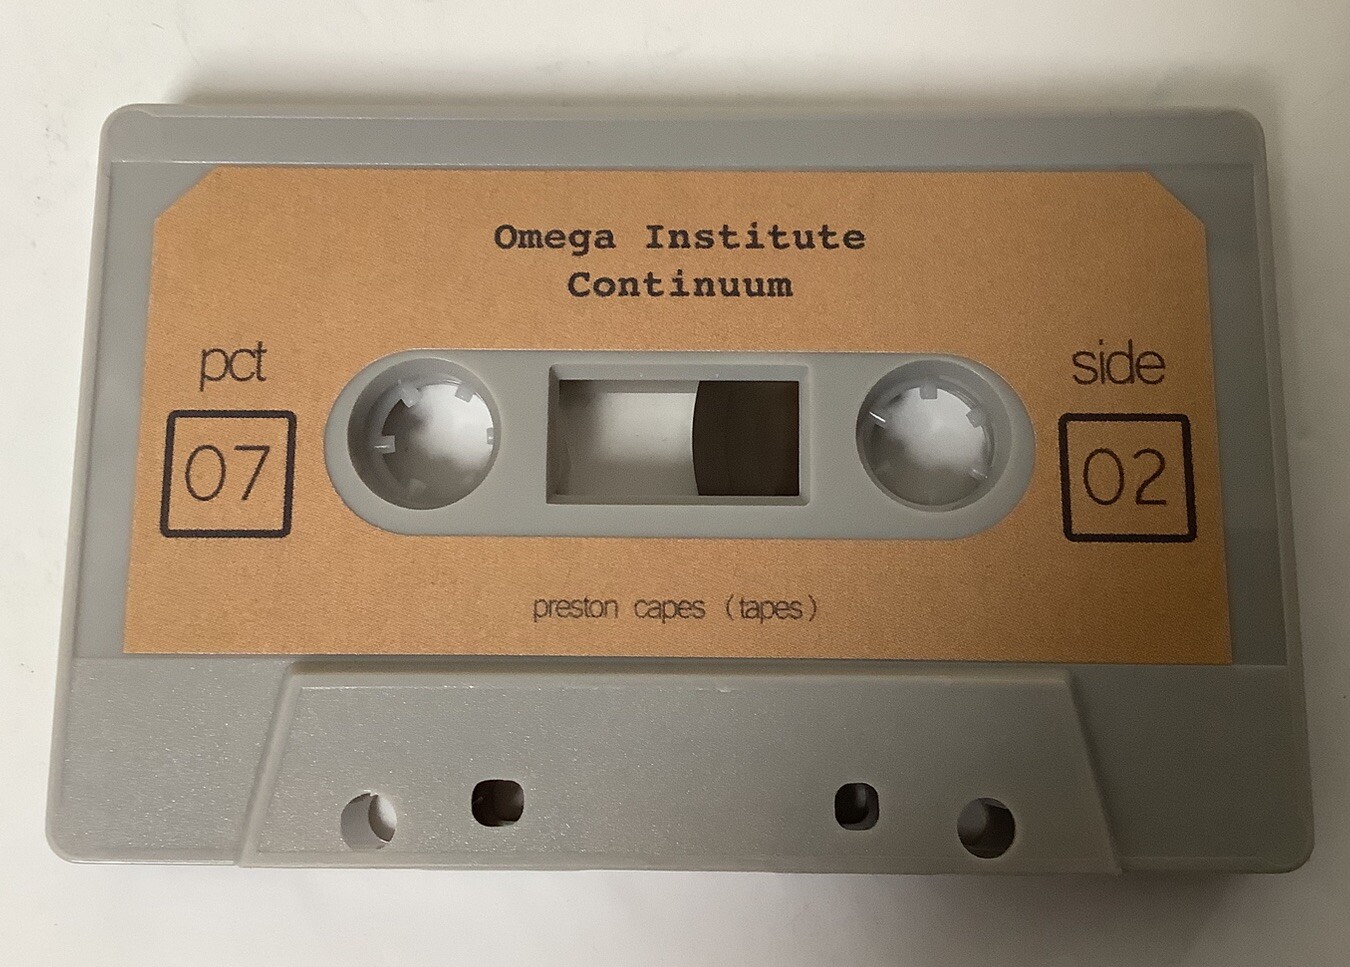 Omega Institute
Continuum
pct
07
side
02
preston capes (tapes)